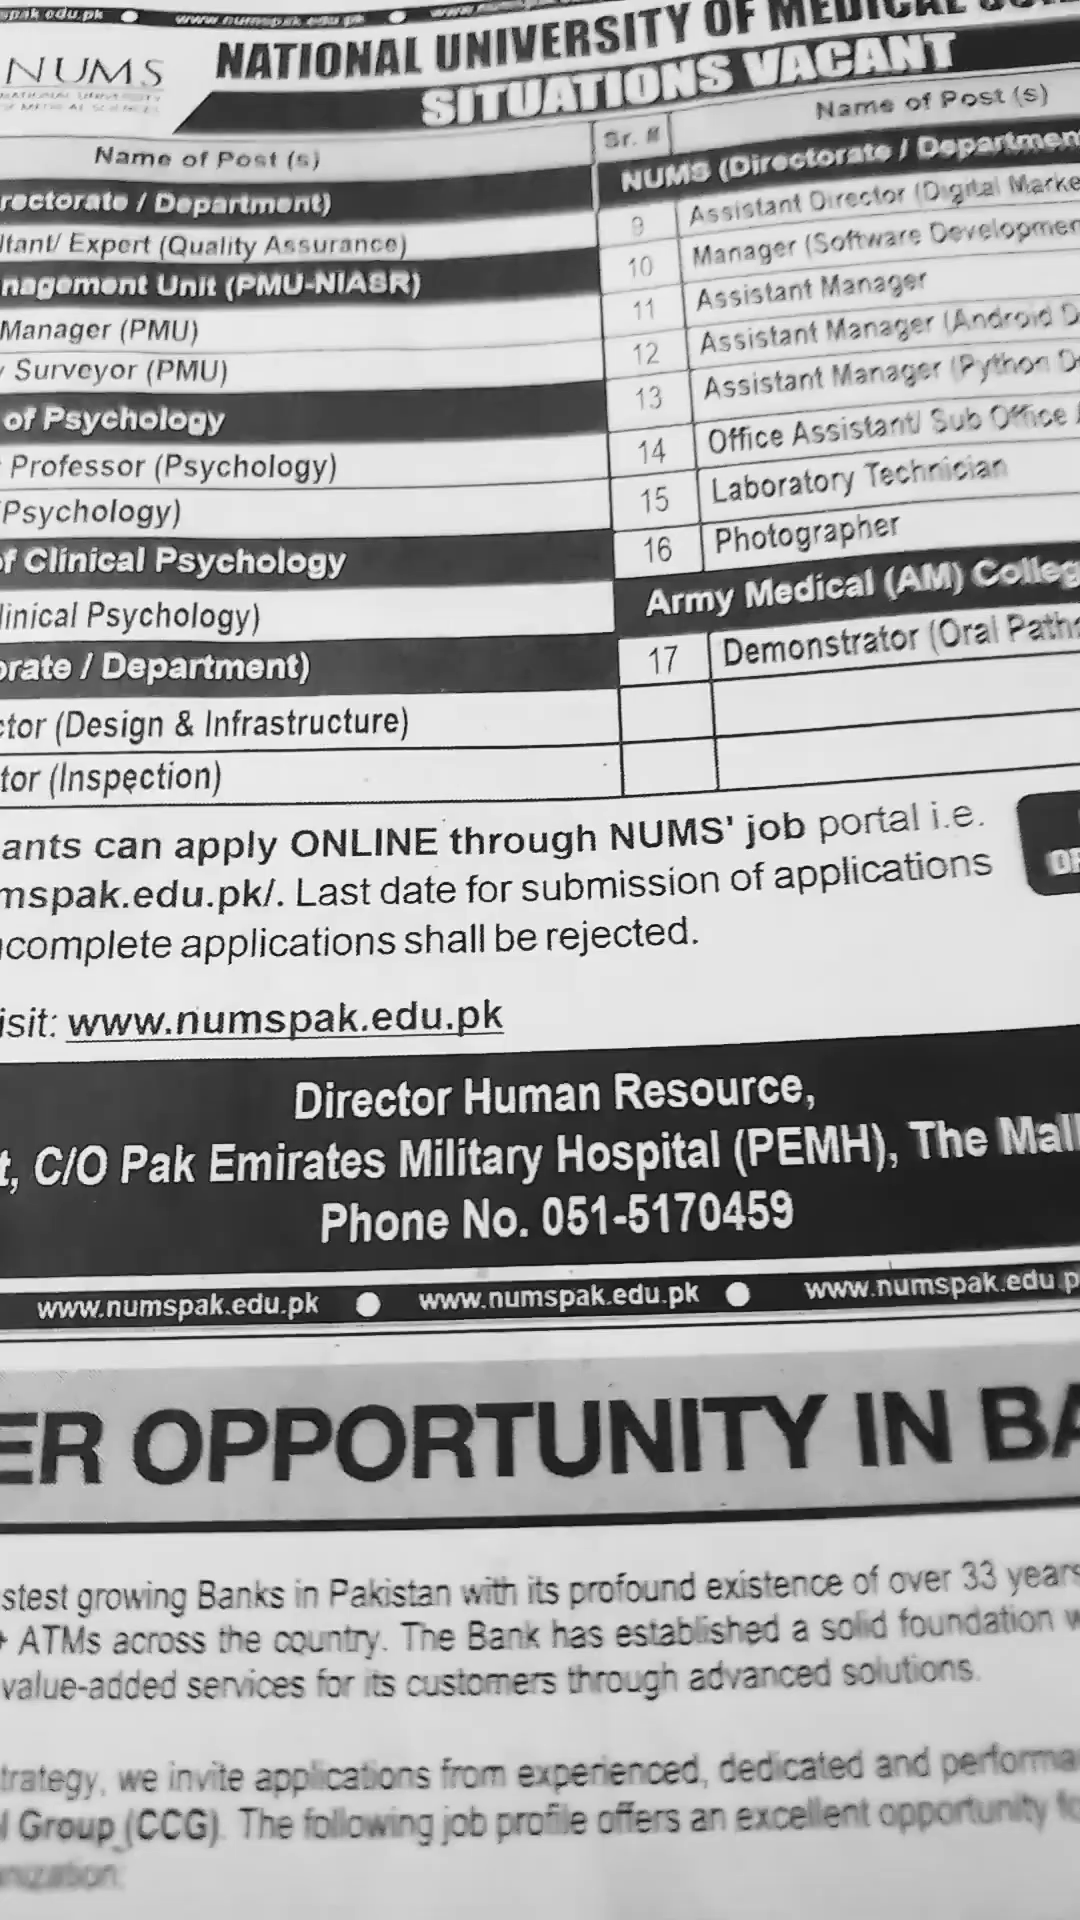 www.numspak.edu.pk
NUMS
NATIONAL UNIVERSITY OF MEDICAL
SITUATIONS VACANT
Name of Post (s)
rectorate / Department)
ltant/ Expert (Quality Assurance)
nagement Unit (PMU-NIASR)
Manager (PMU)
Surveyor (PMU)
of Psychology
Professor (Psychology)
(Psychology)
of Clinical Psychology
linical Psychology)
orate / Department)
ctor (Design & Infrastructure)
tor (Inspection)
Sr. # Name of Post (s)
NUMS (Directorate / Departmen
9 Assistant Director (Digital Marke
10 Manager (Software Developmen
11 Assistant Manager
12 Assistant Manager (Android D
13 Assistant Manager (Python De
14 Office Assistant/ Sub Office
15 Laboratory Technician
16 Photographer
Army Medical (AM) Colleg
17 Demonstrator (Oral Path
ants can apply ONLINE through NUMS' job portal i.e.
mspak.edu.pk/. Last date for submission of applications
complete applications shall be rejected.
isit: www.numspak.edu.pk
Director Human Resource,
t, C/O Pak Emirates Military Hospital (PEMH), The Mall
Phone No. 051-5170459
www.numspak.edu.pk ● www.numspak.edu.pk ● www.numspak.edu.p
ER OPPORTUNITY IN BA
stest growing Banks in Pakistan with its profound existence of over 33 years
+ ATMs across the country. The Bank has established a solid foundation w
value-added services for its customers through advanced solutions.
trategy, we invite applications from experienced, dedicated and performa
l Group (CCG). The following job profile offers an excellent opportunity fo
nization: